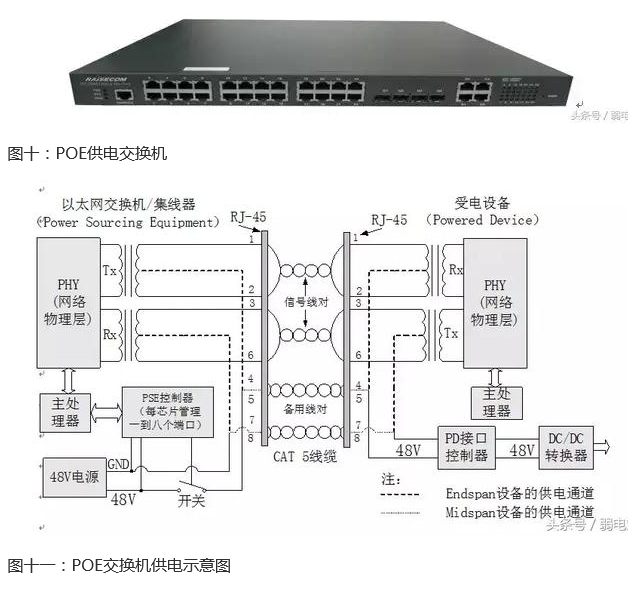 RAISECOM
头条号 / 弱电
图十：POE供电交换机
以太网交换机/集线器
(Power Sourcing Equipment)
RJ-45
RJ-45
受电设备
(Powered Device)
PHY
(网络
物理层)
Tx
Rx
1
2
3
6
4
5
7
8
信号线对
备用线对
CAT 5线缆
1
2
3
6
4
5
7
8
Rx
Tx
PHY
(网络
物理层)
主处
理器
PSE控制器
(每芯片管理
一到八个端口)
主处
理器
48V电源
GND
48V
开关
48V
PD接口
控制器
48V
DC/DC
转换器
注：
Endspan设备的供电通道
Midspan设备的供电通道
头条号 / 弱电
图十一：POE交换机供电示意图